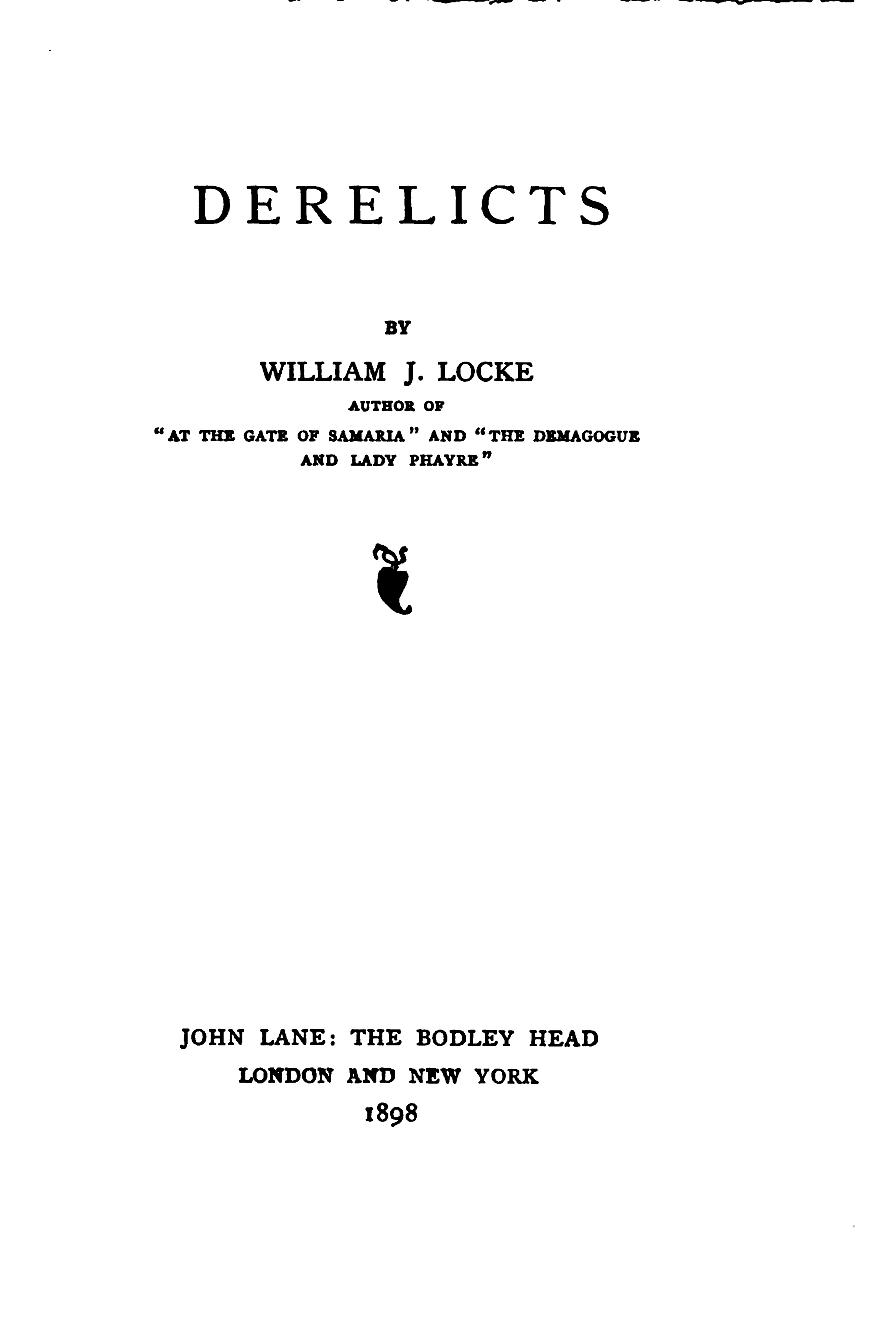 DERELICTS
BY
WILLIAM J. LOCKE
AUTHOR OF
“AT THE GATE OF SAMARIA” AND “THE DEMAGOGUE
AND LADY PHAYRE”
JOHN LANE: THE BODLEY HEAD
LONDON AND NEW YORK
1898